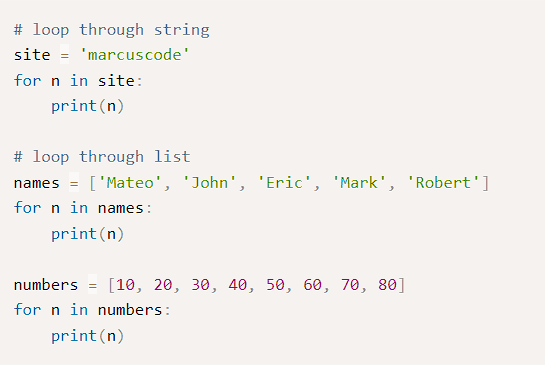 # loop through string
site = 'marcuscode'
for n in site:
    print(n)

# loop through list
names = ['Mateo', 'John', 'Eric', 'Mark', 'Robert']
for n in names:
    print(n)

numbers = [10, 20, 30, 40, 50, 60, 70, 80]
for n in numbers:
    print(n)